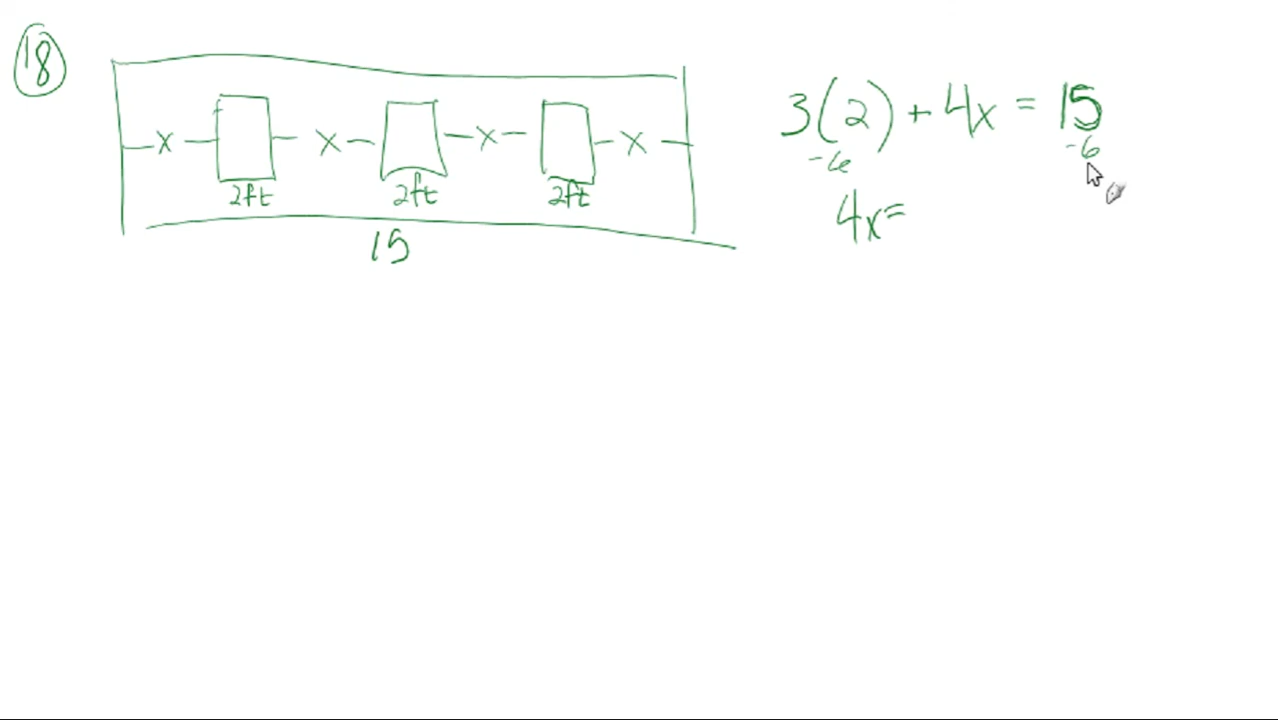 18
x x x x
2ft 2ft 2ft
15
3(2) + 4x = 15
-6 -6
4x=